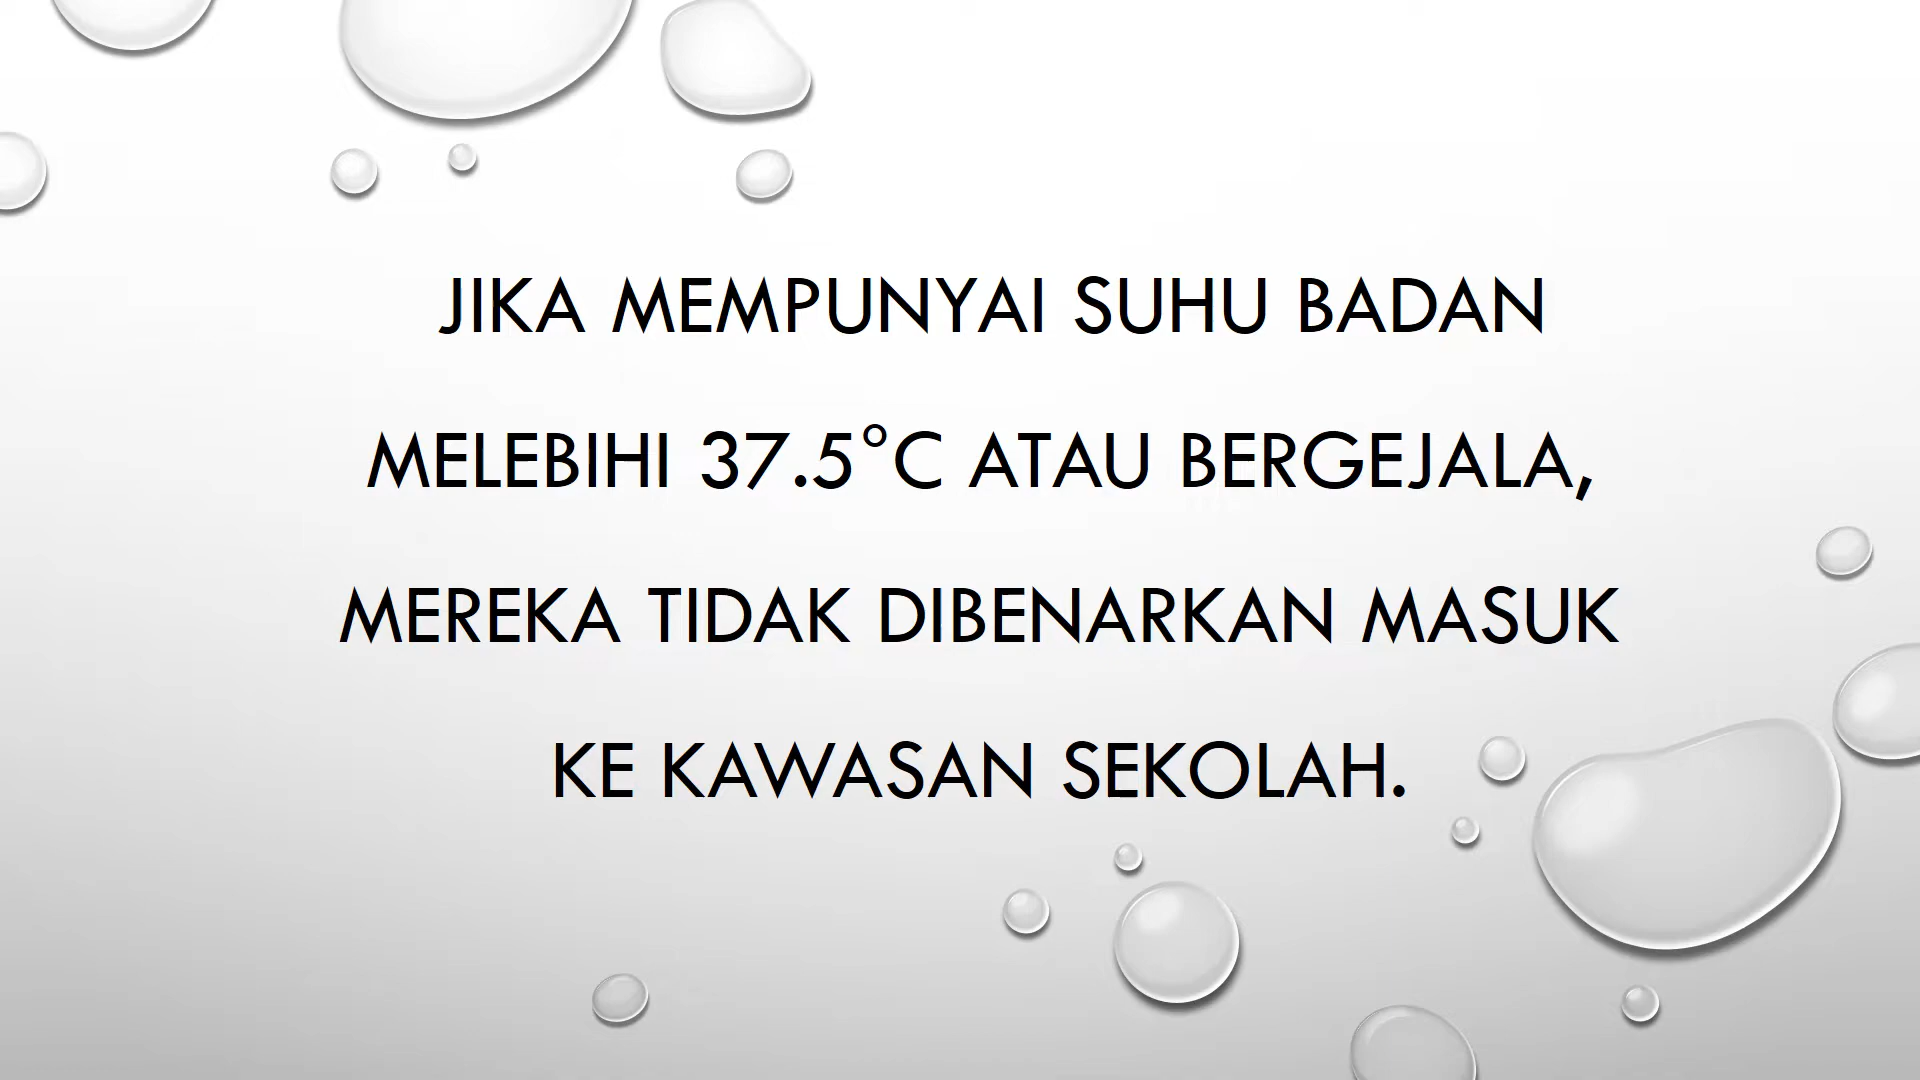 JIKA MEMPUNYAI SUHU BADAN
MELEBIHI 37.5°C ATAU BERGEJALA,
MEREKA TIDAK DIBENARKAN MASUK
KE KAWASAN SEKOLAH.